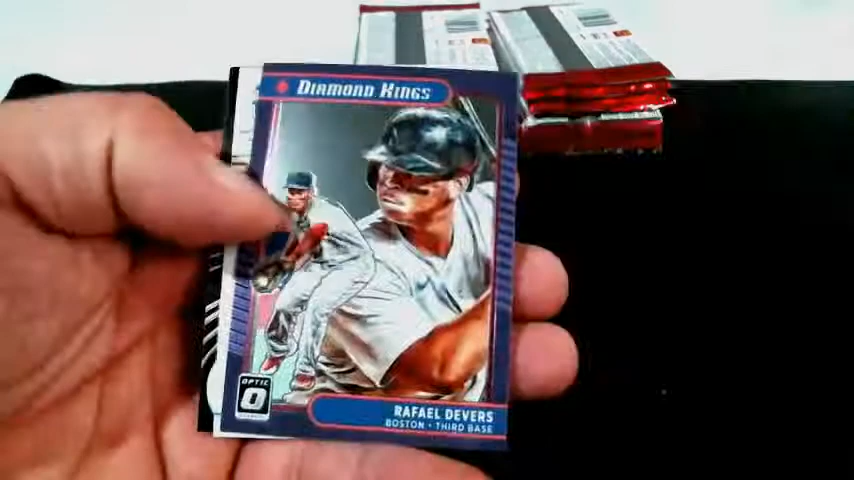 DIAMOND KINGS
OPTIC
RAFAEL DEVERS
BOSTON • THIRD BASE